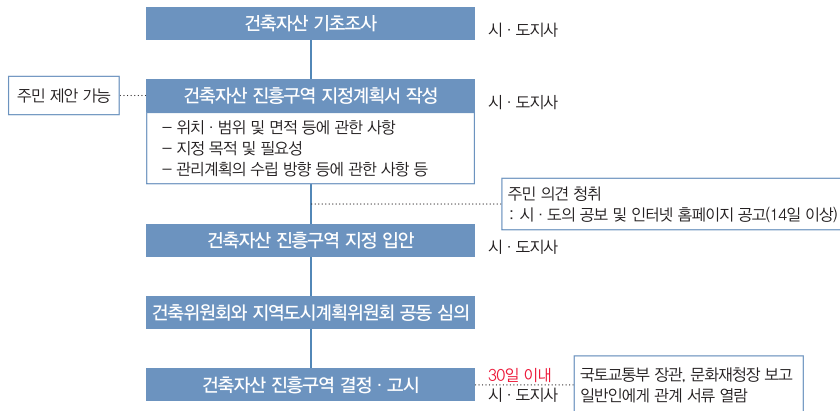 건축자산 기초조사
시 · 도지사
주민 제안 가능
건축자산 진흥구역 지정계획서 작성
시 · 도지사
– 위치 · 범위 및 면적 등에 관한 사항
– 지정 목적 및 필요성
– 관리계획의 수립 방향 등에 관한 사항 등
주민 의견 청취
: 시 · 도의 공보 및 인터넷 홈페이지 공고(14일 이상)
건축자산 진흥구역 지정 입안
시 · 도지사
건축위원회와 지역도시계획위원회 공동 심의
건축자산 진흥구역 결정 · 고시
30일 이내
시 · 도지사
국토교통부 장관, 문화재청장 보고
일반인에게 관계 서류 열람